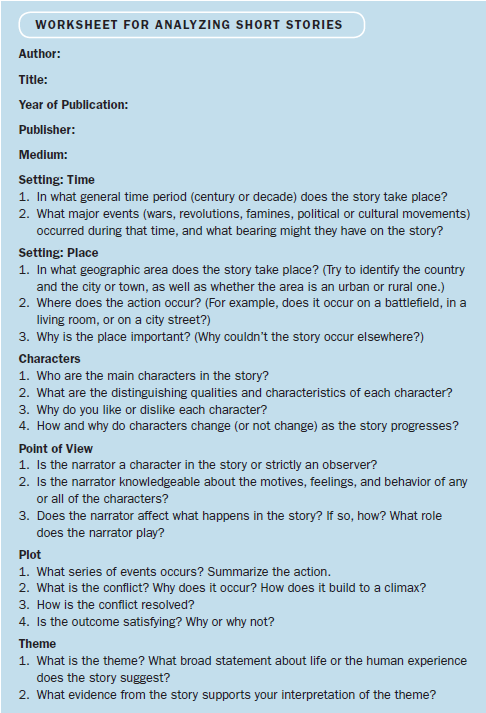 WORKSHEET FOR ANALYZING SHORT STORIES
Author:
Title:
Year of Publication:
Publisher:
Medium:
Setting: Time
1. In what general time period (century or decade) does the story take place?
2. What major events (wars, revolutions, famines, political or cultural movements)
occurred during that time, and what bearing might they have on the story?
Setting: Place
1. In what geographic area does the story take place? (Try to identify the country
and the city or town, as well as whether the area is an urban or rural one.)
2. Where does the action occur? (For example, does it occur on a battlefield, in a
living room, or on a city street?)
3. Why is the place important? (Why couldn't the story occur elsewhere?)
Characters
1. Who are the main characters in the story?
2. What are the distinguishing qualities and characteristics of each character?
3. Why do you like or dislike each character?
4. How and why do characters change (or not change) as the story progresses?
Point of View
1. Is the narrator a character in the story or strictly an observer?
2. Is the narrator knowledgeable about the motives, feelings, and behavior of any
or all of the characters?
3. Does the narrator affect what happens in the story? If so, how? What role
does the narrator play?
Plot
1. What series of events occurs? Summarize the action.
2. What is the conflict? Why does it occur? How does it build to a climax?
3. How is the conflict resolved?
4. Is the outcome satisfying? Why or why not?
Theme
1. What is the theme? What broad statement about life or the human experience
does the story suggest?
2. What evidence from the story supports your interpretation of the theme?